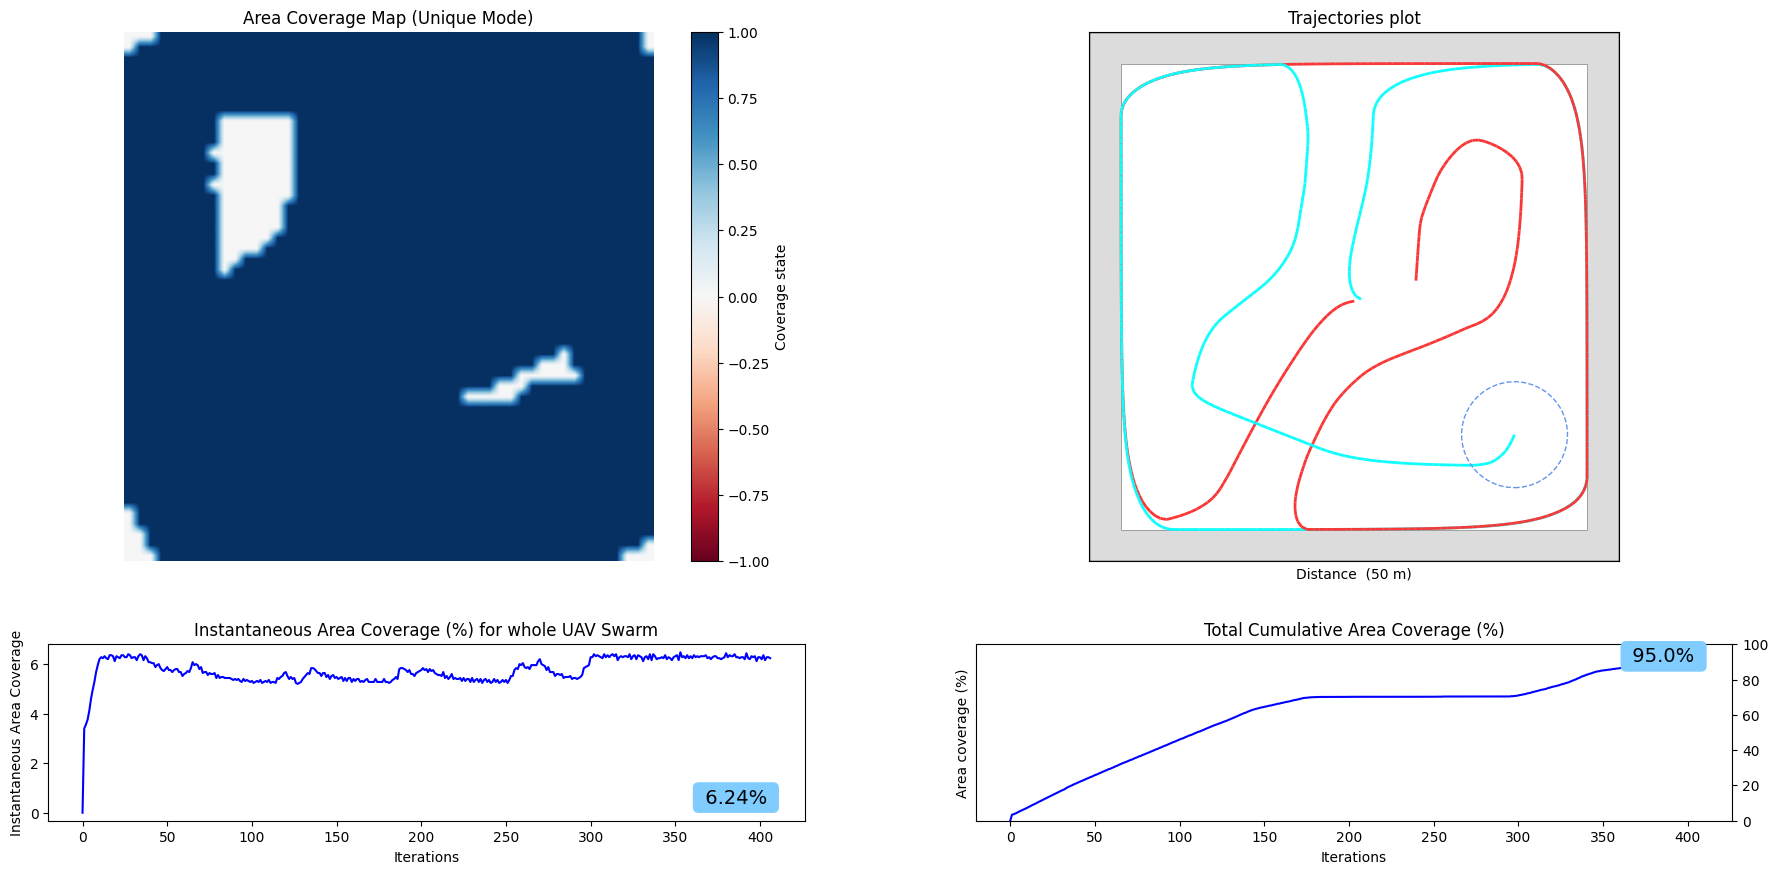 Area Coverage Map (Unique Mode)
1.00
0.75
0.50
0.25
0.00
−0.25
−0.50
−0.75
−1.00
Coverage state
Trajectories plot
Distance  (50 m)
Instantaneous Area Coverage (%) for whole UAV Swarm
Instantaneous Area Coverage
6
4
2
0
6.24%
0 50 100 150 200 250 300 350 400
Iterations
Total Cumulative Area Coverage (%)
Area coverage (%)
95.0%
100
80
60
40
20
0
0 50 100 150 200 250 300 350 400
Iterations